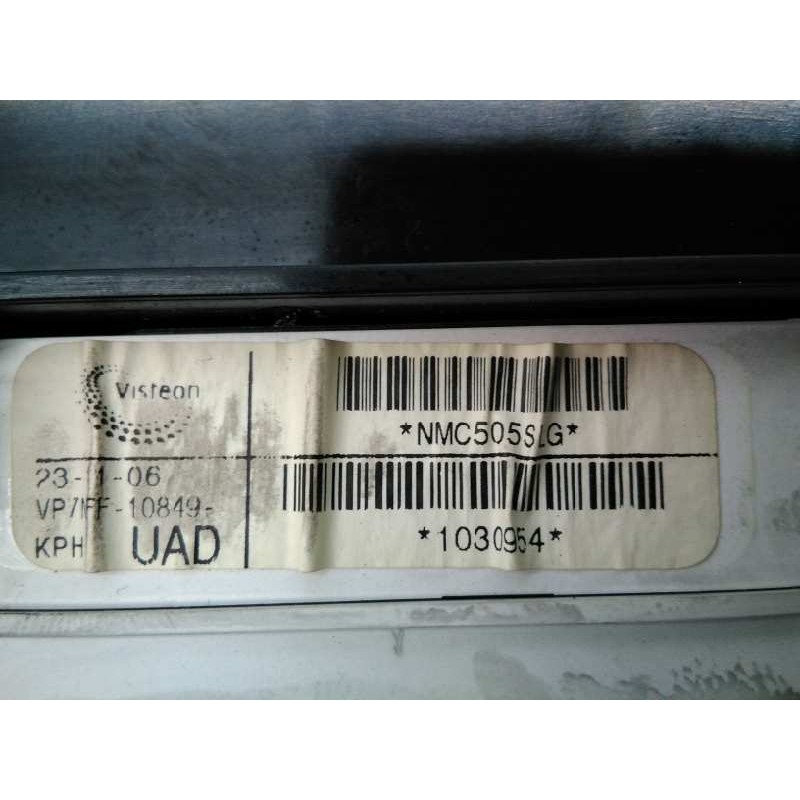 Visteon
*NMC505SLG*
23-11-06
VP7IFF-10849-
KPH UAD
*1030954*